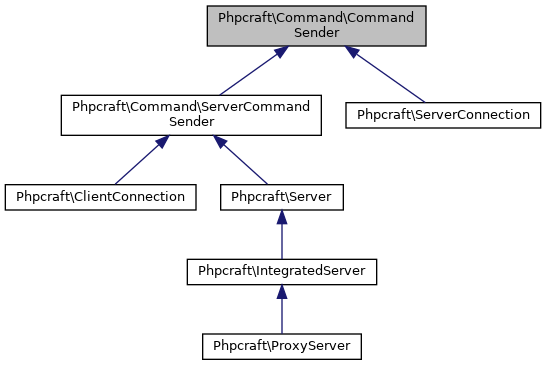 Phpcraft\Command\Command
Sender
Phpcraft\Command\ServerCommand
Sender
Phpcraft\ServerConnection
Phpcraft\ClientConnection
Phpcraft\Server
Phpcraft\IntegratedServer
Phpcraft\ProxyServer